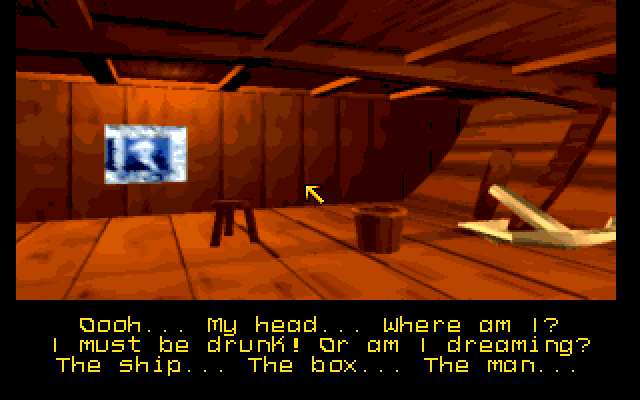 Oooh... My head... Where am I?
I must be drunk! Or am I dreaming?
The ship... The box... The man...